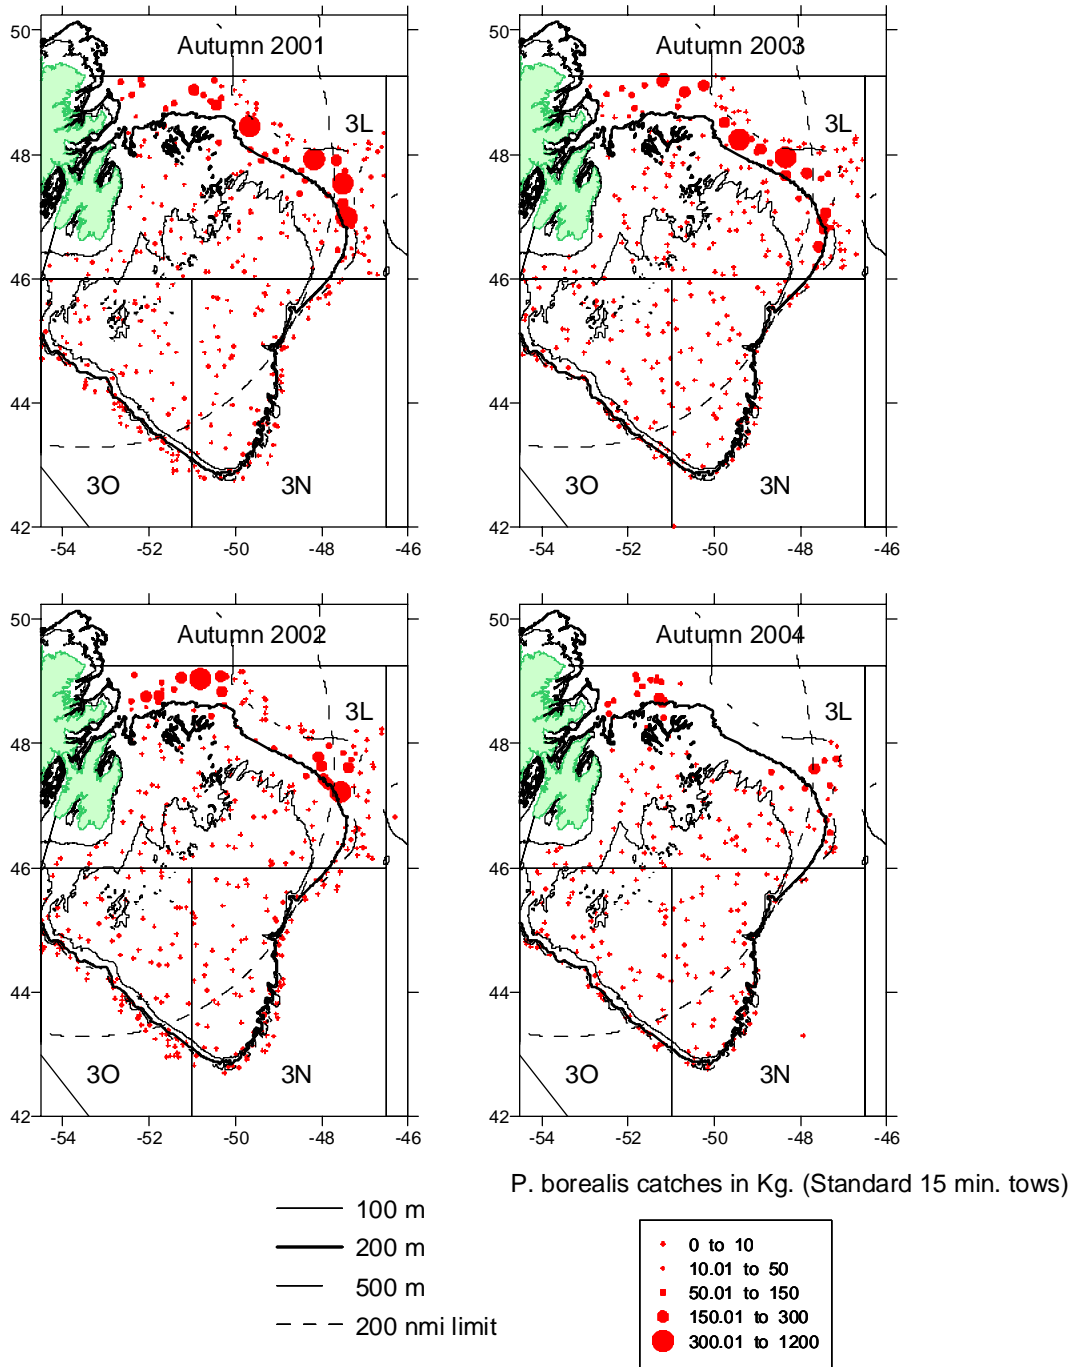 Autumn 2001
50
48
46
44
42
3L
3O
3N
-54
-52
-50
-48
-46
Autumn 2003
50
48
46
44
42
3L
3O
3N
-54
-52
-50
-48
-46
Autumn 2002
50
48
46
44
42
3L
3O
3N
-54
-52
-50
-48
-46
Autumn 2004
50
48
46
44
42
3L
3O
3N
-54
-52
-50
-48
-46
P. borealis catches in Kg. (Standard 15 min. tows)
100 m
200 m
500 m
200 nmi limit
0 to 10
10.01 to 50
50.01 to 150
150.01 to 300
300.01 to 1200